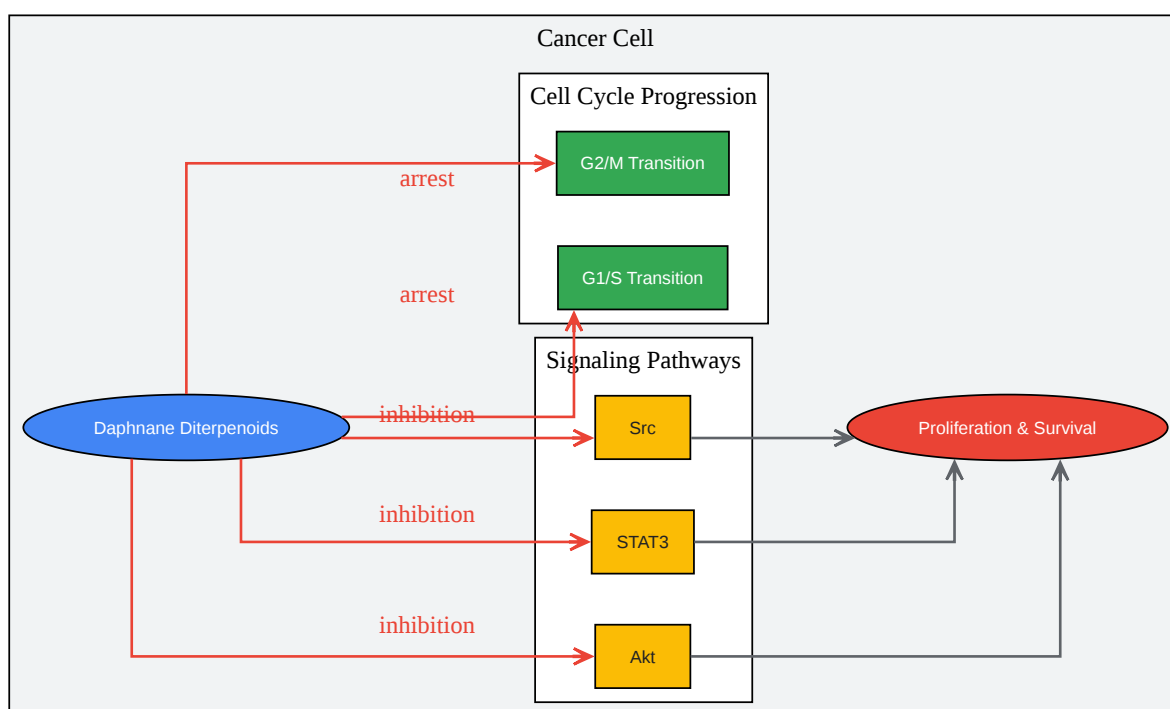 Cancer Cell
Cell Cycle Progression
G2/M Transition
arrest
G1/S Transition
arrest
Signaling Pathways
inhibition
Daphnane Diterpenoids
Src
Proliferation & Survival
inhibition
STAT3
inhibition
Akt